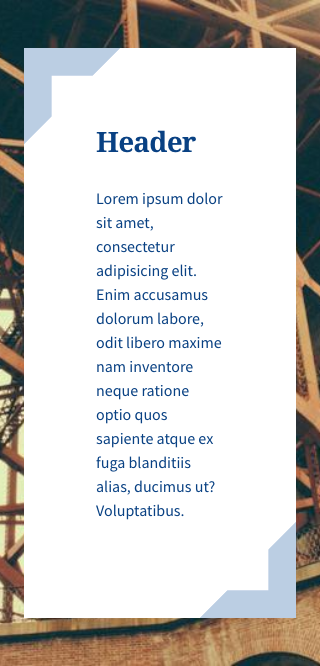 Header
Lorem ipsum dolor
sit amet,
consectetur
adipisicing elit.
Enim accusamus
dolorum labore,
odit libero maxime
nam inventore
neque ratione
optio quos
sapiente atque ex
fuga blanditiis
alias, ducimus ut?
Voluptatibus.